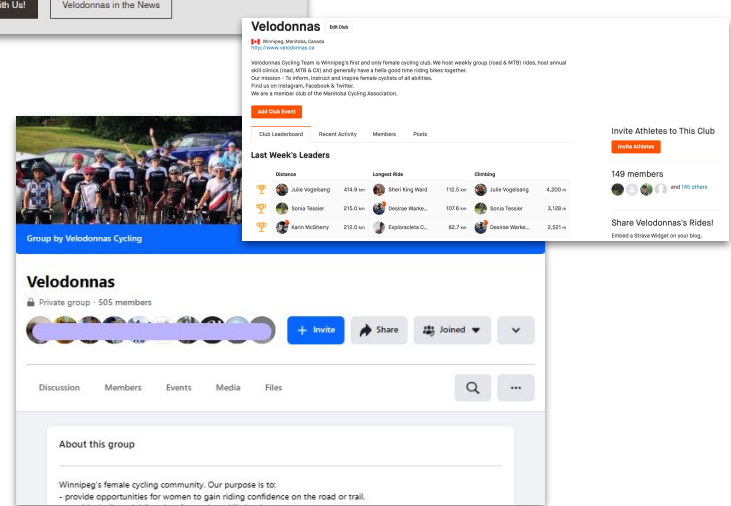 ith Us!
Velodonnas in the News
Velodonnas
Edit Club
Winnipeg, Manitoba, Canada
http://www.velodonnas.ca
Velodonnas Cycling Team is Winnipeg's first and only female cycling club. We host weekly group (road & MTB) rides, host annual
skill clinics (road, MTB & CX) and generally have a hella good time riding bikes together.
Our mission - To inform, instruct and inspire female cyclists of all abilities.
Find us on Instagram, Facebook & Twitter.
We are a member club of the Manitoba Cycling Association.
Add Club Event
Club Leaderboard Recent Activity Members Posts
Last Week's Leaders
Distance Longest Ride Climbing
Julie Vogelsang 414.9 km Sheri King Ward 112.5 km Julie Vogelsang 4,200 m
Sonia Tessier 215.0 km Desirae Warke... 107.6 km Sonia Tessier 3,128 m
Karin McSherry 212.0 km Exploracleta C... 82.7 km Desirae Warke... 2,521 m
Invite Athletes to This Club
Invite Athletes
149 members
and 145 others
Share Velodonnas's Rides!
Embed a Strava Widget on your blog.
Group by Velodonnas Cycling
Velodonnas
Private group · 505 members
+ Invite
Share
Joined
Discussion Members Events Media Files
About this group
Winnipeg's female cycling community. Our purpose is to:
- provide opportunities for women to gain riding confidence on the road or trail.